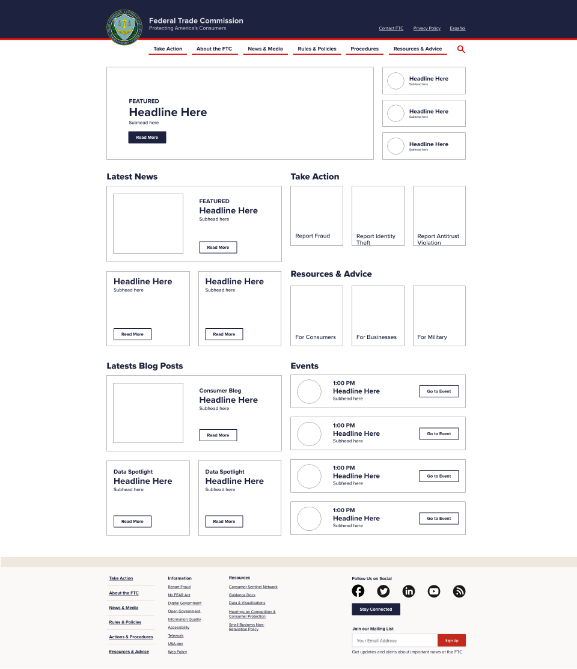 Federal Trade Commission
Protecting America's Consumers
Contact FTC
Privacy Policy
Español
Take Action
About the FTC
News & Media
Rules & Policies
Procedures
Resources & Advice
FEATURED
Headline Here
Subhead here
Read More
Headline Here
Subhead here
Headline Here
Subhead here
Headline Here
Subhead here
Latest News
FEATURED
Headline Here
Subhead here
Read More
Headline Here
Subhead here
Read More
Headline Here
Subhead here
Read More
Take Action
Report Fraud
Report Identity
Theft
Report Antitrust
Violation
Resources & Advice
For Consumers
For Businesses
For Military
Latests Blog Posts
Consumer Blog
Headline Here
Subhead here
Read More
Data Spotlight
Headline Here
Subhead here
Read More
Data Spotlight
Headline Here
Subhead here
Read More
Events
1:00 PM
Headline Here
Subhead here
Go to Event
1:00 PM
Headline Here
Subhead here
Go to Event
1:00 PM
Headline Here
Subhead here
Go to Event
1:00 PM
Headline Here
Subhead here
Go to Event
Take Action
About the FTC
News & Media
Rules & Policies
Actions & Procedures
Resources & Advice
Information
Report Fraud
No FEAR Act
Digital Government
Open Government
Information Quality
Accessibility
Telework
USA.gov
Web Policy
Resources
Consumer Sentinel Network
Guidance Docs
Data & Visualizations
Hearings on Competition &
Consumer Protection
Small Business Non-
Retaliation Policy
Follow Us on Social
Stay Connected
Join our Mailing List
Your Email Address
Sign Up
Get updates and alerts about important news at the FTC